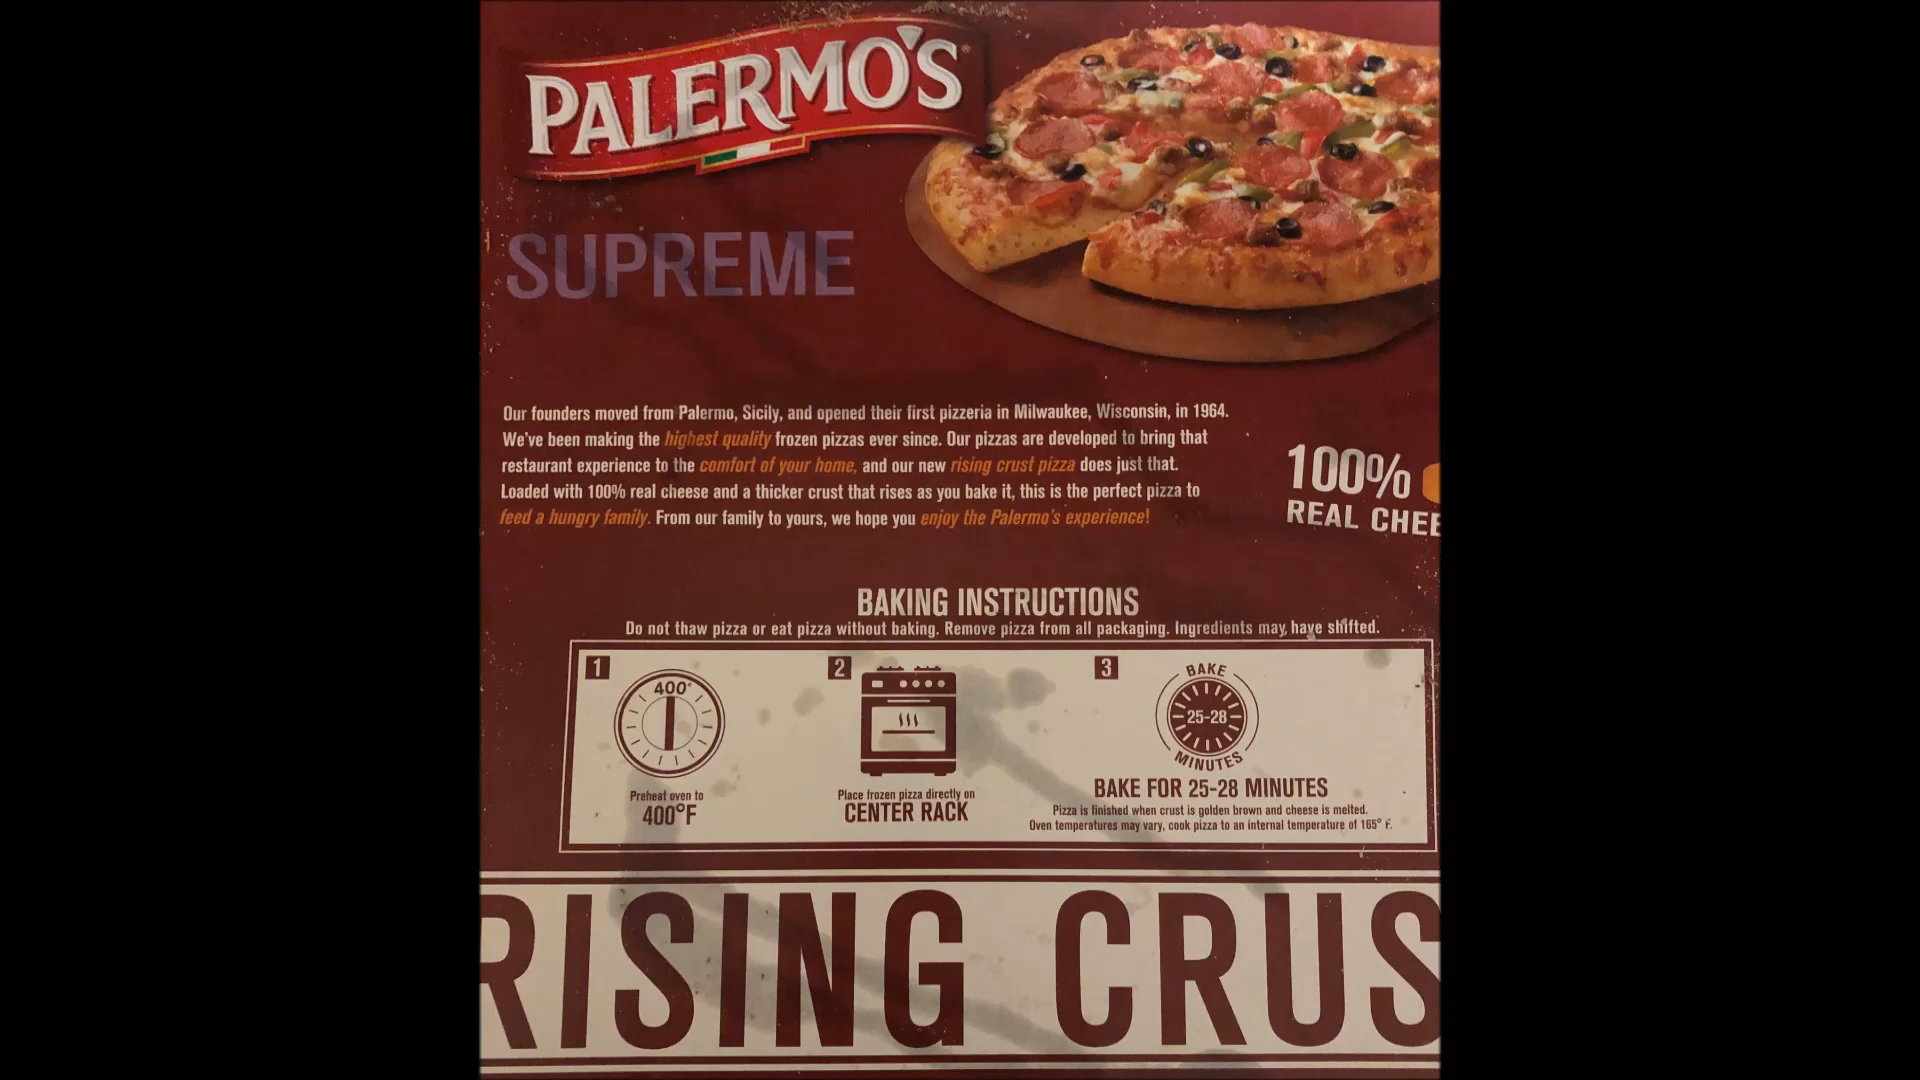 PALERMO'S
SUPREME
Our founders moved from Palermo, Sicily, and opened their first pizzeria in Milwaukee, Wisconsin, in 1964.
We've been making the highest quality frozen pizzas ever since. Our pizzas are developed to bring that
restaurant experience to the comfort of your home, and our new rising crust pizza does just that.
Loaded with 100% real cheese and a thicker crust that rises as you bake it, this is the perfect pizza to
feed a hungry family. From our family to yours, we hope you enjoy the Palermo's experience!
100%
REAL CHEE
BAKING INSTRUCTIONS
Do not thaw pizza or eat pizza without baking. Remove pizza from all packaging. Ingredients may have shifted.
1
400°
Preheat oven to
400°F
2
Place frozen pizza directly on
CENTER RACK
3
BAKE
25-28
MINUTES
BAKE FOR 25-28 MINUTES
Pizza is finished when crust is golden brown and cheese is melted.
Oven temperatures may vary, cook pizza to an internal temperature of 165° F.
RISING CRUS